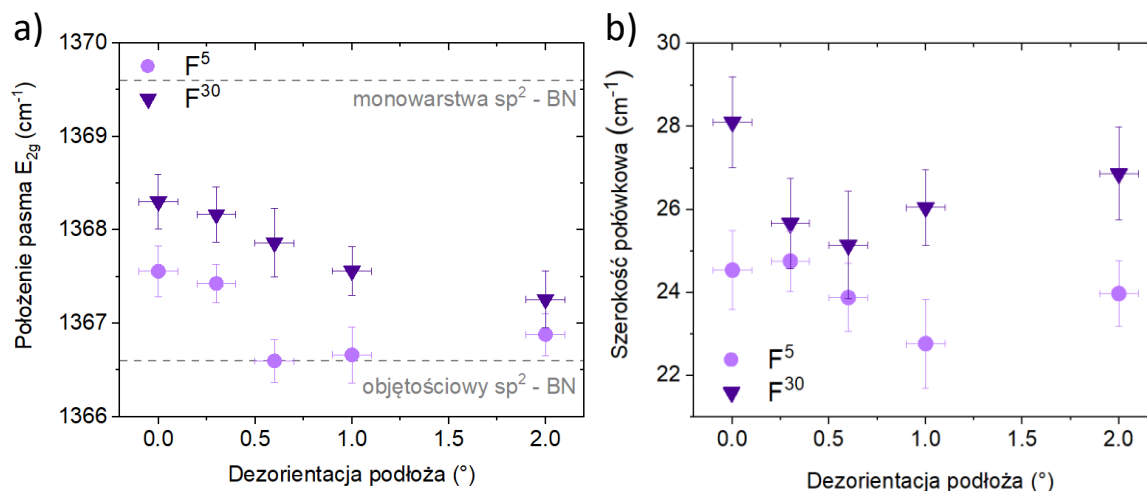 a)
Położenie pasma E2g (cm-1)
1370
1369
1368
1367
1366
F5
F30
monowarstwa sp2 - BN
objętościowy sp2 - BN
0.0 0.5 1.0 1.5 2.0
Dezorientacja podłoża (°)
b)
Szerokość połówkowa (cm-1)
30
28
26
24
22
F5
F30
0.0 0.5 1.0 1.5 2.0
Dezorientacja podłoża (°)